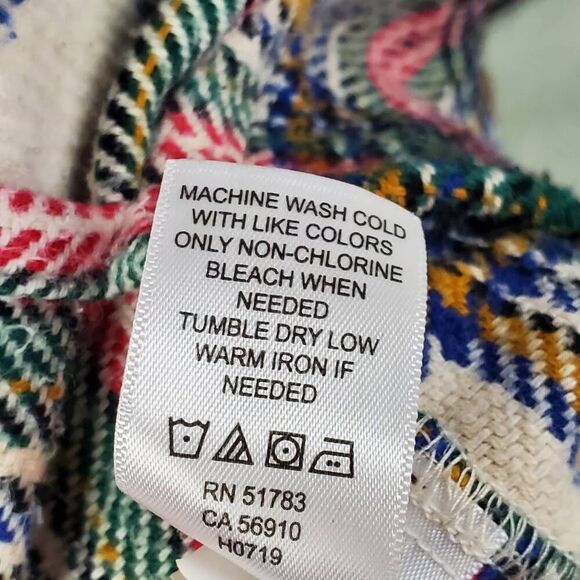 MACHINE WASH COLD
WITH LIKE COLORS
ONLY NON-CHLORINE
BLEACH WHEN
NEEDED
TUMBLE DRY LOW
WARM IRON IF
NEEDED
RN 51783
CA 56910
H0719